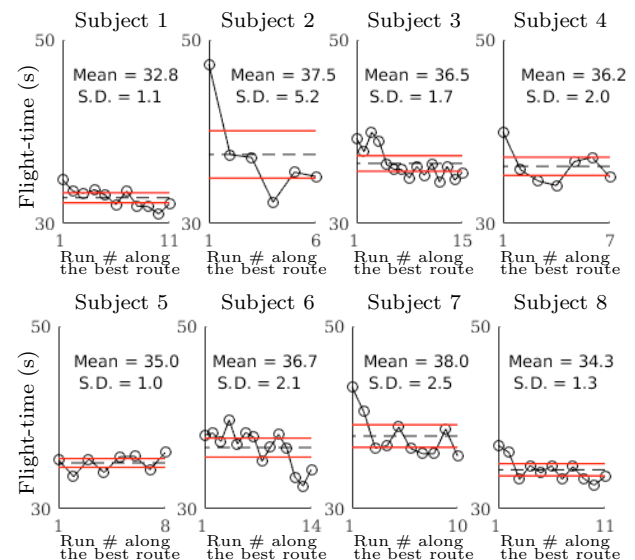 Subject 1 Subject 2 Subject 3 Subject 4
50 50 50 50
Mean = 32.8 Mean = 37.5 Mean = 36.5 Mean = 36.2
S.D. = 1.1 S.D. = 5.2 S.D. = 1.7 S.D. = 2.0
Flight-time (s)
30 30 30 30
1 11 1 6 1 15 1 7
Run # along Run # along Run # along Run # along
the best route the best route the best route the best route
Subject 5 Subject 6 Subject 7 Subject 8
50 50 50 50
Mean = 35.0 Mean = 36.7 Mean = 38.0 Mean = 34.3
S.D. = 1.0 S.D. = 2.1 S.D. = 2.5 S.D. = 1.3
Flight-time (s)
30 30 30 30
1 8 1 14 1 10 1 11
Run # along Run # along Run # along Run # along
the best route the best route the best route the best route